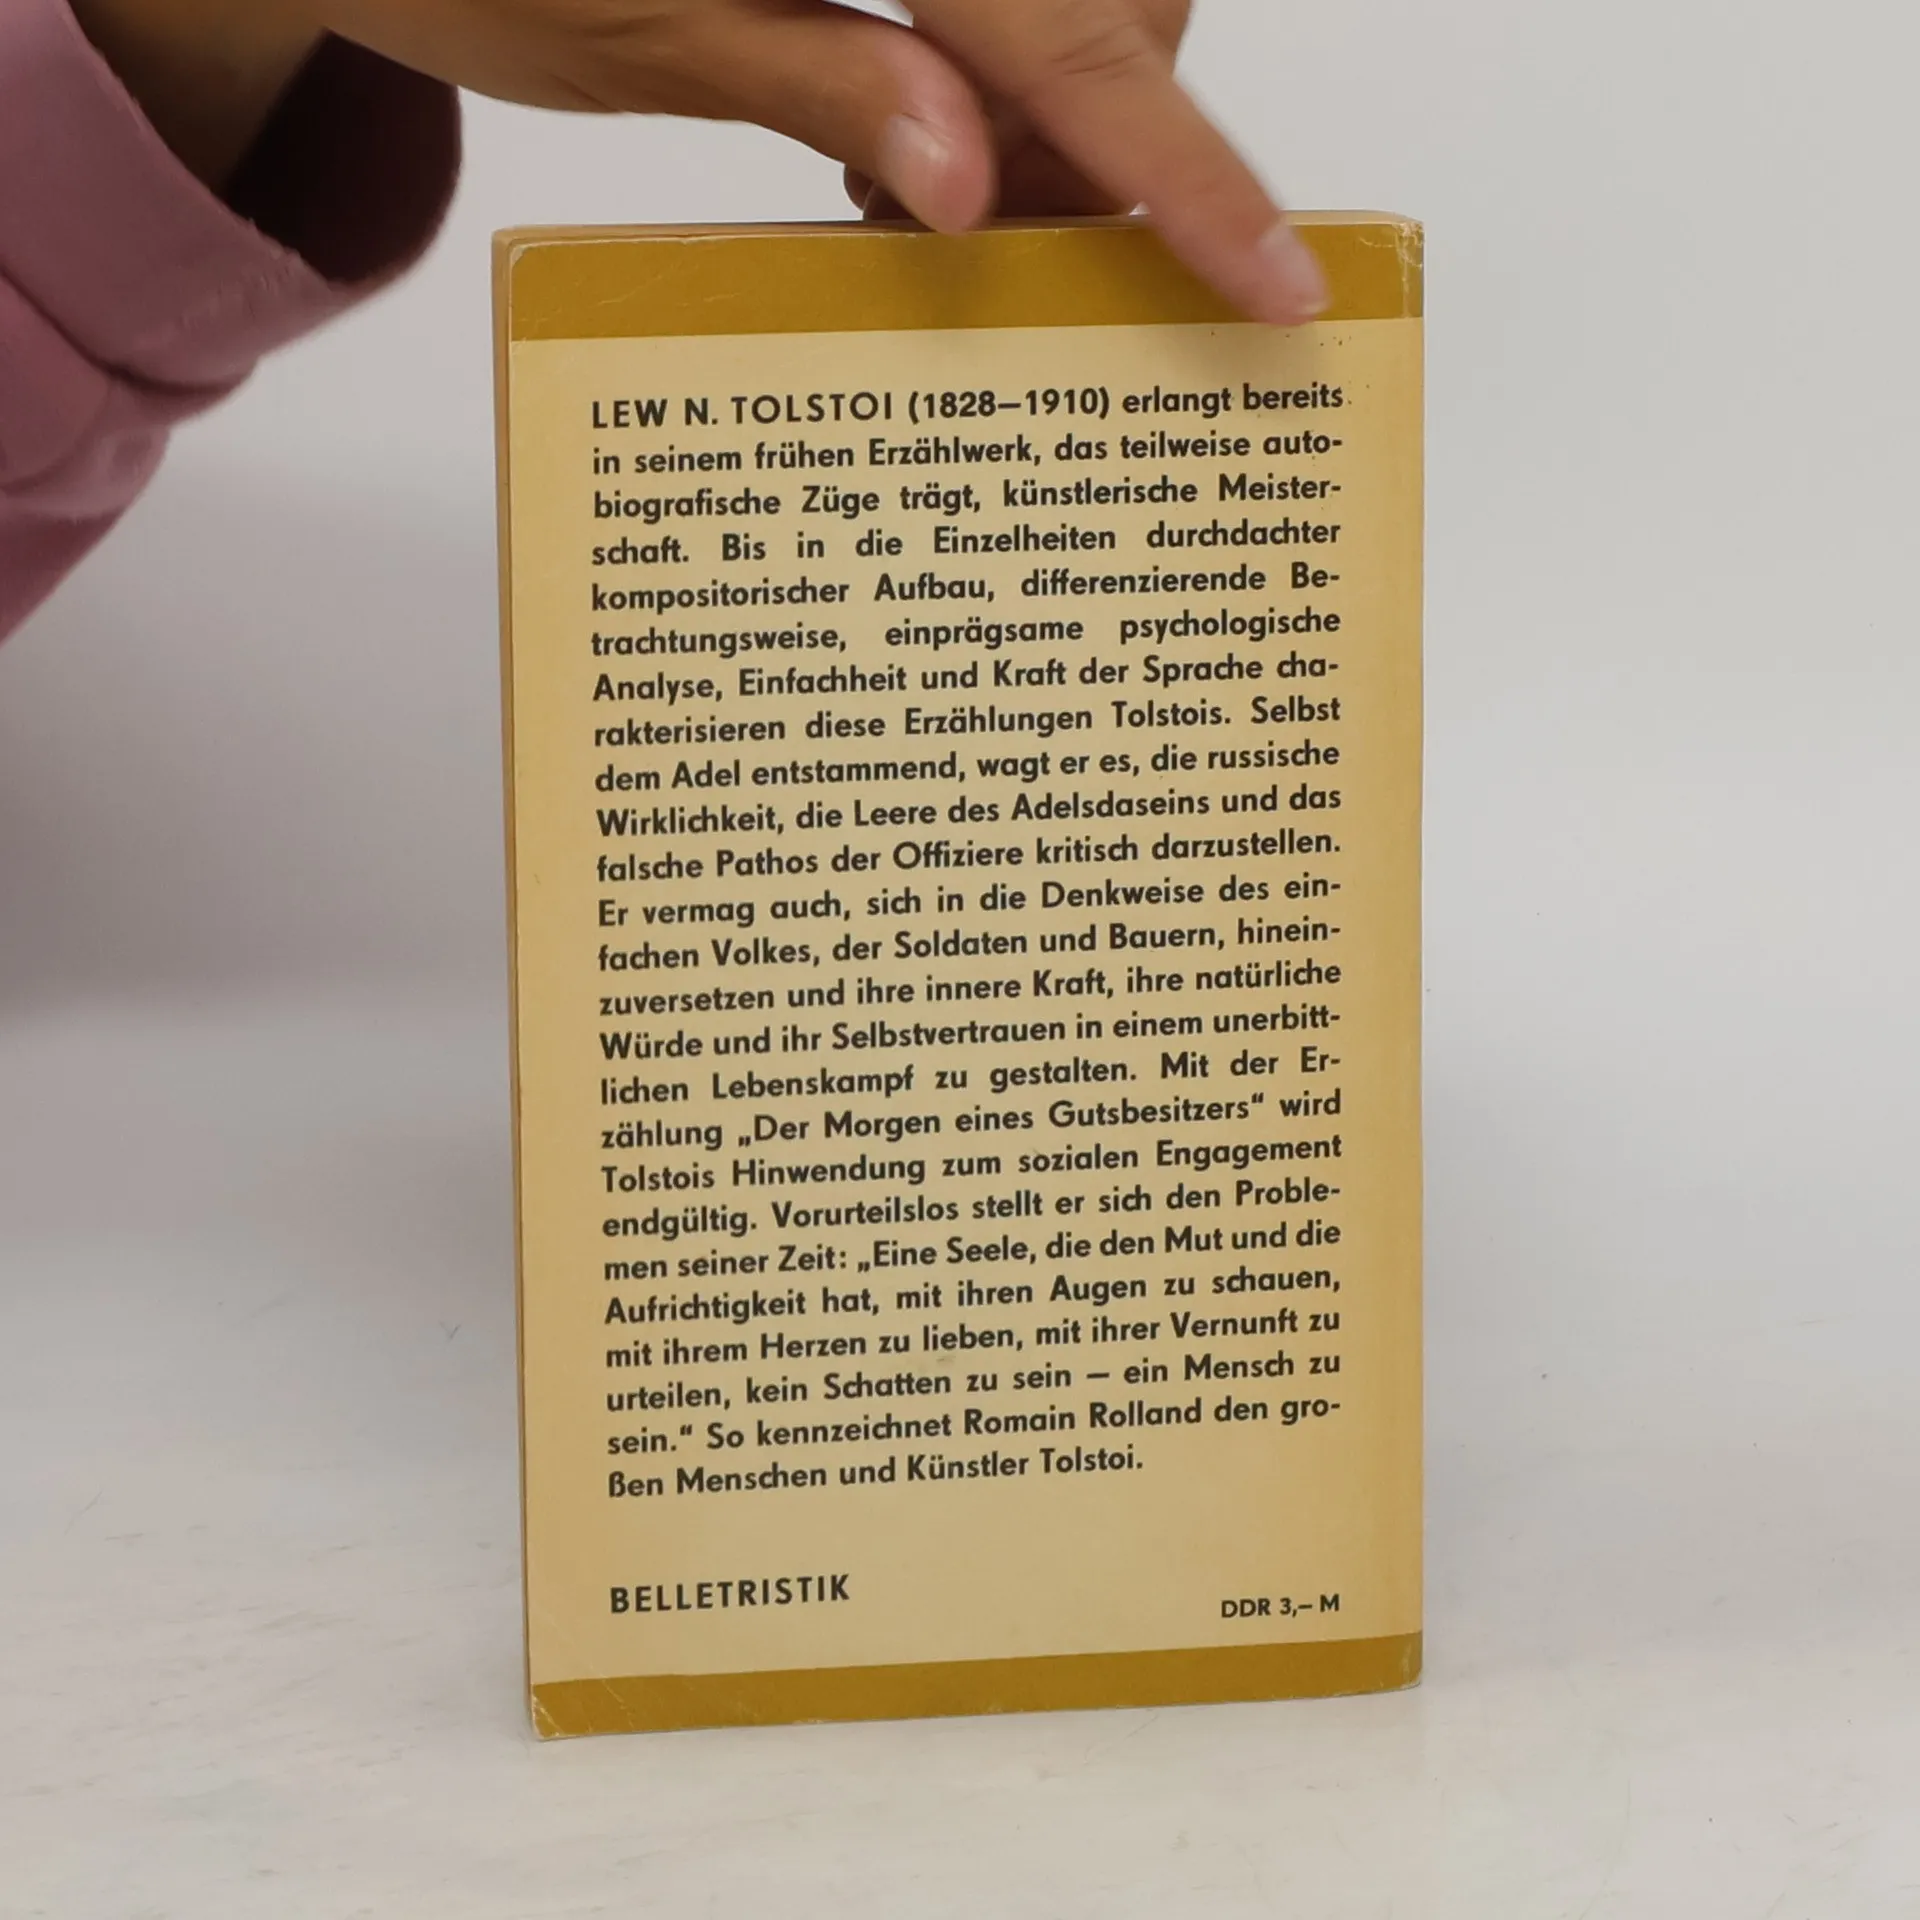 LEW N. TOLSTOI (1828–1910) erlangt bereits
in seinem frühen Erzählwerk, das teilweise auto-
biografische Züge trägt, künstlerische Meister-
schaft. Bis in die Einzelheiten durchdachter
kompositorischer Aufbau, differenzierende Be-
trachtungsweise, einprägsame psychologische
Analyse, Einfachheit und Kraft der Sprache cha-
rakterisieren diese Erzählungen Tolstois. Selbst
dem Adel entstammend, wagt er es, die russische
Wirklichkeit, die Leere des Adelsdaseins und das
falsche Pathos der Offiziere kritisch darzustellen.
Er vermag auch, sich in die Denkweise des ein-
fachen Volkes, der Soldaten und Bauern, hinein-
zuversetzen und ihre innere Kraft, ihre natürliche
Würde und ihr Selbstvertrauen in einem unerbitt-
lichen Lebenskampf zu gestalten. Mit der Er-
zählung „Der Morgen eines Gutsbesitzers“ wird
Tolstois Hinwendung zum sozialen Engagement
endgültig. Vorurteilslos stellt er sich den Proble-
men seiner Zeit: „Eine Seele, die den Mut und die
Aufrichtigkeit hat, mit ihren Augen zu schauen,
mit ihrem Herzen zu lieben, mit ihrer Vernunft zu
urteilen, kein Schatten zu sein – ein Mensch zu
sein.“ So kennzeichnet Romain Rolland den gro-
ßen Menschen und Künstler Tolstoi.
BELLETRISTIK
DDR 3,– M